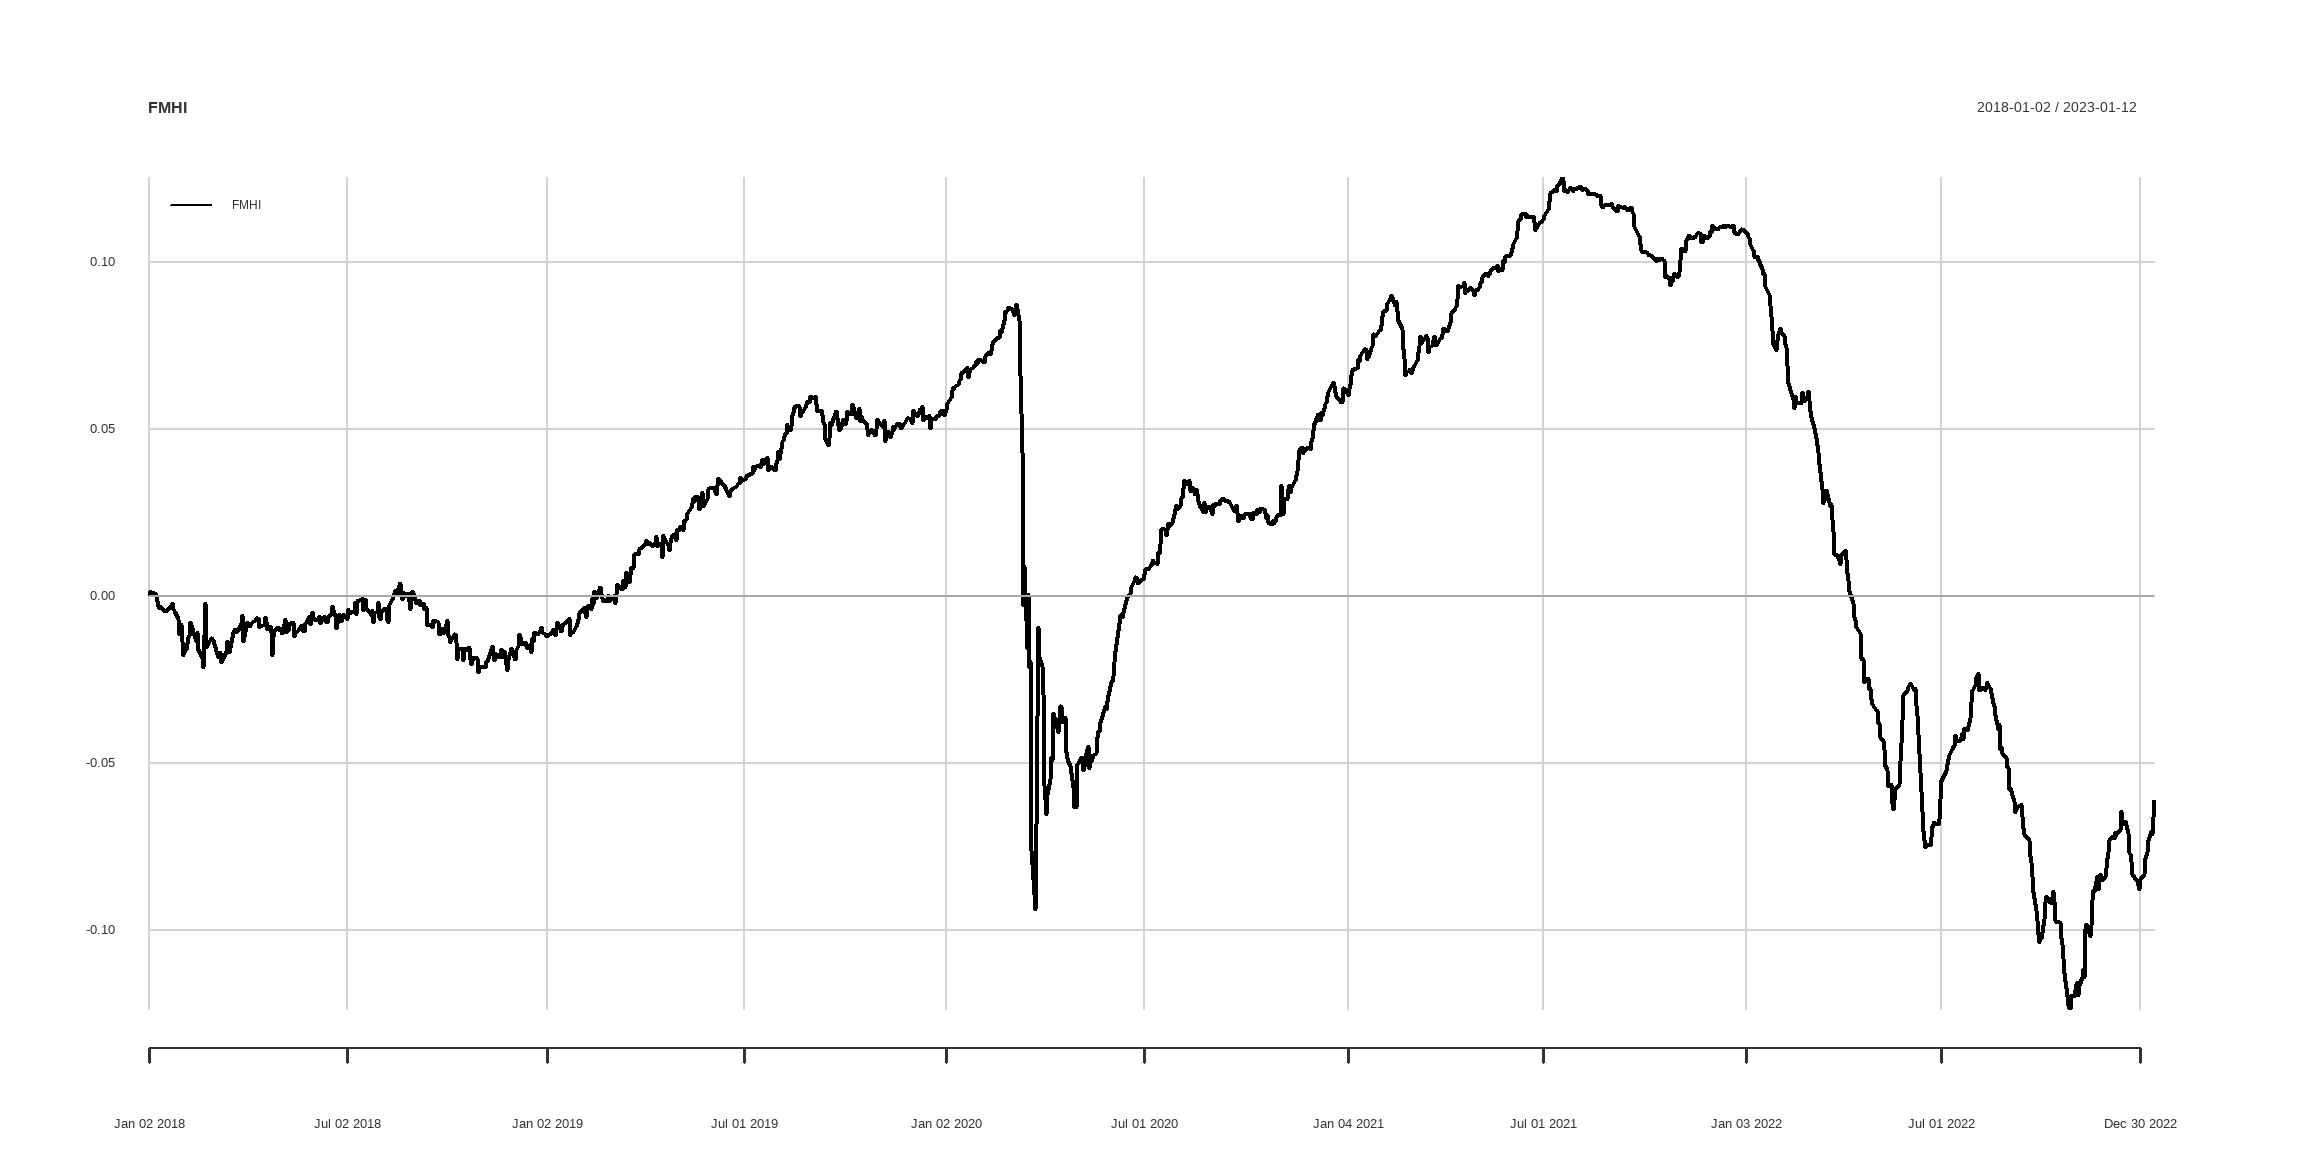 FMHI
2018-01-02 / 2023-01-12
FMHI
0.10
0.05
0.00
-0.05
-0.10
Jan 02 2018
Jul 02 2018
Jan 02 2019
Jul 01 2019
Jan 02 2020
Jul 01 2020
Jan 04 2021
Jul 01 2021
Jan 03 2022
Jul 01 2022
Dec 30 2022